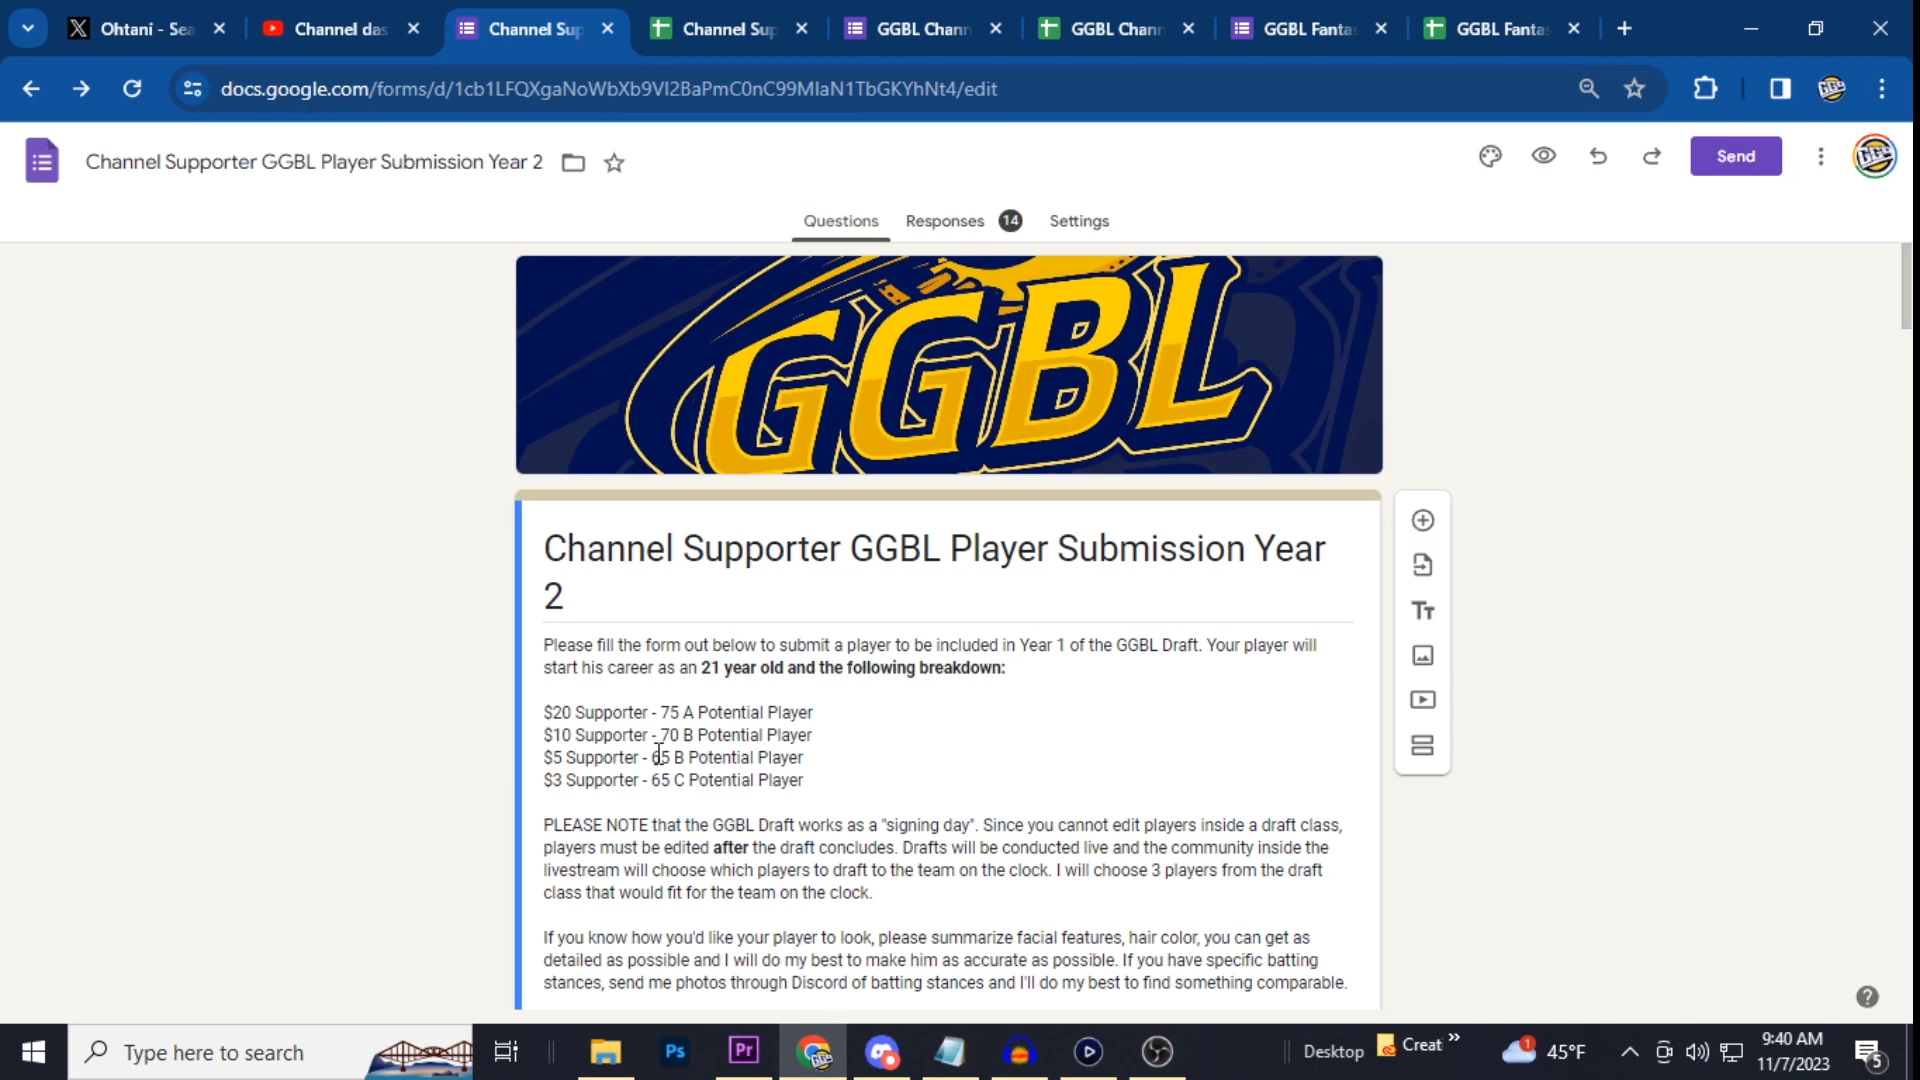 Ohtani - Sea
Channel das
Channel Sup
Channel Sup
GGBL Chann
GGBL Chann
GGBL Fantas
GGBL Fantas
docs.google.com/forms/d/1cb1LFQXgaNoWbXb9VI2BaPmC0nC99MlaN1TbGKYhNt4/edit
Channel Supporter GGBL Player Submission Year 2
Send
Questions
Responses 14
Settings
GGBL
Channel Supporter GGBL Player Submission Year
2
Please fill the form out below to submit a player to be included in Year 1 of the GGBL Draft. Your player will
start his career as an 21 year old and the following breakdown:
$20 Supporter - 75 A Potential Player
$10 Supporter - 70 B Potential Player
$5 Supporter - 65 B Potential Player
$3 Supporter - 65 C Potential Player
PLEASE NOTE that the GGBL Draft works as a "signing day". Since you cannot edit players inside a draft class,
players must be edited after the draft concludes. Drafts will be conducted live and the community inside the
livestream will choose which players to draft to the team on the clock. I will choose 3 players from the draft
class that would fit for the team on the clock.
If you know how you'd like your player to look, please summarize facial features, hair color, you can get as
detailed as possible and I will do my best to make him as accurate as possible. If you have specific batting
stances, send me photos through Discord of batting stances and I'll do my best to find something comparable.
Type here to search
Ps
Pr
Desktop
Creat
1
45°F
9:40 AM
11/7/2023
5